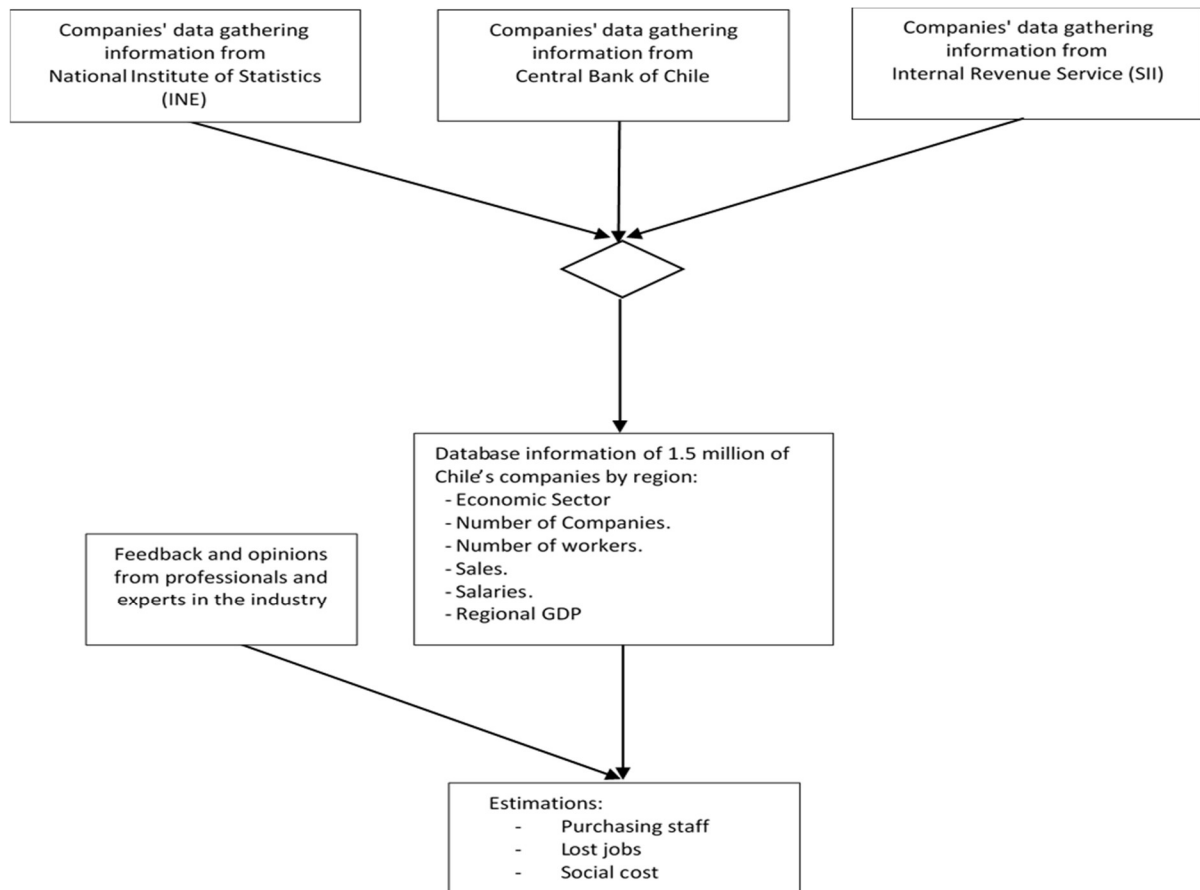 Companies' data gathering
information from
National Institute of Statistics
(INE)
Companies' data gathering
information from
Central Bank of Chile
Companies' data gathering
information from
Internal Revenue Service (SII)
Database information of 1.5 million of
Chile's companies by region:
- Economic Sector
- Number of Companies.
- Number of workers.
- Sales.
- Salaries.
- Regional GDP
Feedback and opinions
from professionals and
experts in the industry
Estimations:
- Purchasing staff
- Lost jobs
- Social cost